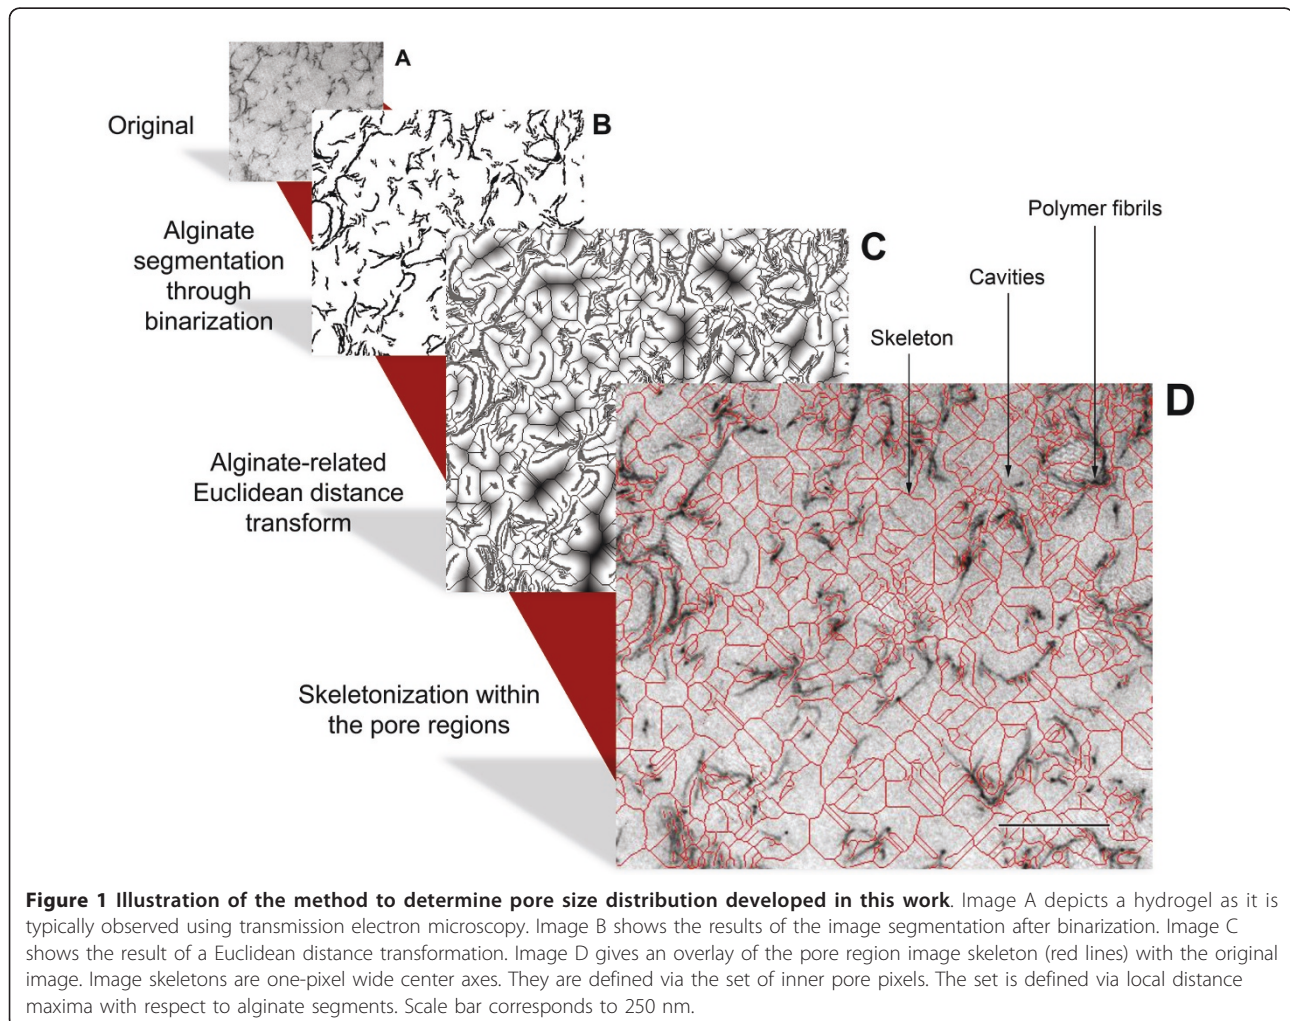 A
Original
B
Alginate
segmentation
through
binarization
C
Polymer fibrils
Cavities
Skeleton
D
Alginate-related
Euclidean distance
transform
Skeletonization within
the pore regions
Figure 1 Illustration of the method to determine pore size distribution developed in this work. Image A depicts a hydrogel as it is
typically observed using transmission electron microscopy. Image B shows the results of the image segmentation after binarization. Image C
shows the result of a Euclidean distance transformation. Image D gives an overlay of the pore region image skeleton (red lines) with the original
image. Image skeletons are one-pixel wide center axes. They are defined via the set of inner pore pixels. The set is defined via local distance
maxima with respect to alginate segments. Scale bar corresponds to 250 nm.